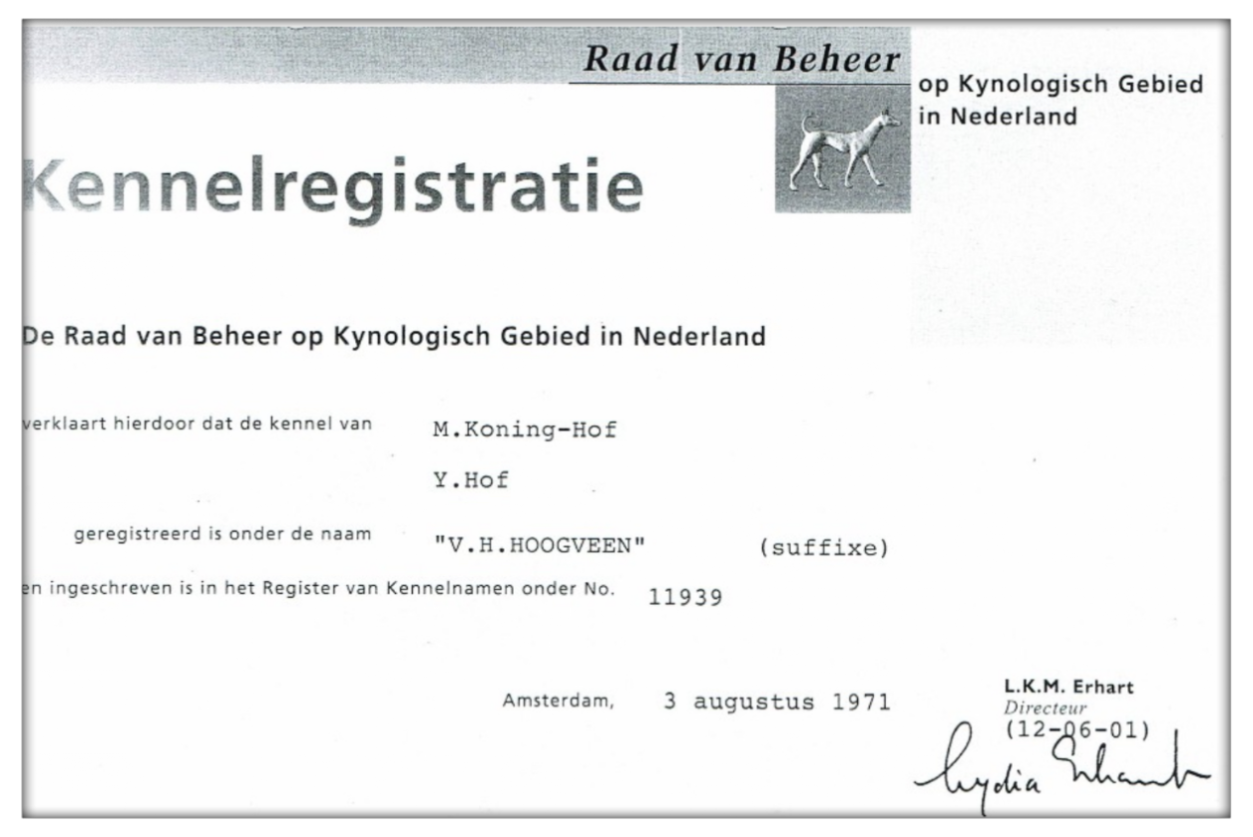 Raad van Beheer
op Kynologisch Gebied
in Nederland
Kennelregistratie
De Raad van Beheer op Kynologisch Gebied in Nederland
verklaart hierdoor dat de kennel van M.Koning-Hof
Y.Hof
geregistreerd is onder de naam "V.H.HOOGVEEN" (suffixe)
en ingeschreven is in het Register van Kennelnamen onder No. 11939
Amsterdam, 3 augustus 1971
L.K.M. Erhart
Directeur
(12-06-01)
Lydia Erhart